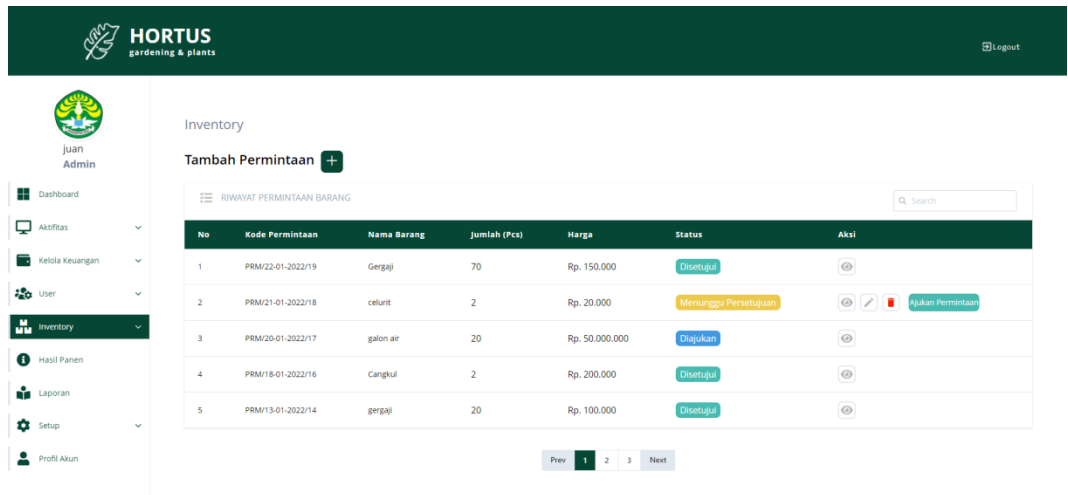 HORTUS
gardening & plants
Logout
juan
Admin
Dashboard
Aktifitas
Kelola Keuangan
User
Inventory
Hasil Panen
Laporan
Setup
Profil Akun
Inventory
Tambah Permintaan +
RIWAYAT PERMINTAAN BARANG
Search
No Kode Permintaan Nama Barang Jumlah (Pcs) Harga Status Aksi
1 PRM/22-01-2022/19 Gergaji 70 Rp. 150.000 Disetujui
2 PRM/21-01-2022/18 celurit 2 Rp. 20.000 Menunggu Persetujuan Ajukan Permintaan
3 PRM/20-01-2022/17 galon air 20 Rp. 50.000.000 Diajukan
4 PRM/18-01-2022/16 Cangkul 2 Rp. 200.000 Disetujui
5 PRM/13-01-2022/14 gergaji 20 Rp. 100.000 Disetujui
Prev 1 2 3 Next